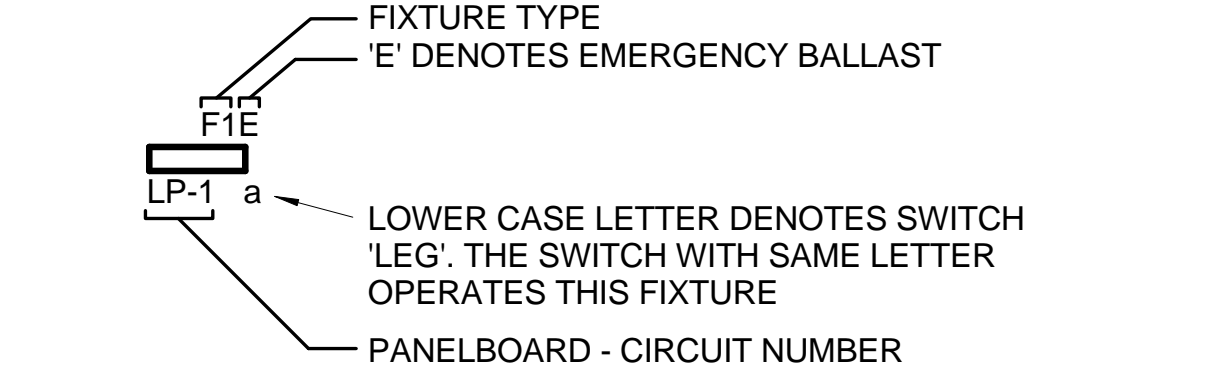 FIXTURE TYPE
'E' DENOTES EMERGENCY BALLAST
F1E
LP-1 a
LOWER CASE LETTER DENOTES SWITCH
'LEG'. THE SWITCH WITH SAME LETTER
OPERATES THIS FIXTURE
PANELBOARD - CIRCUIT NUMBER